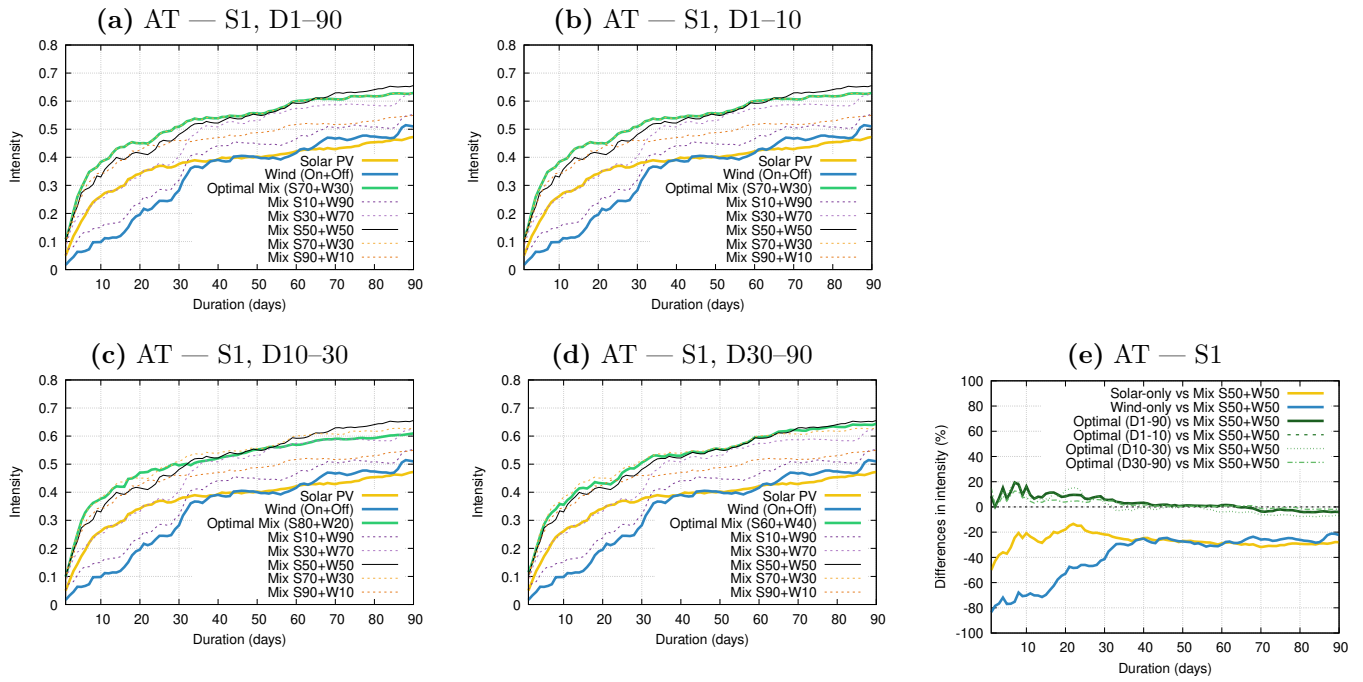 (a) AT — S1, D1–90
0.8
0.7
0.6
0.5
0.4
0.3
0.2
0.1
0
Intensity
Solar PV
Wind (On+Off)
Optimal Mix (S70+W30)
Mix S10+W90
Mix S30+W70
Mix S50+W50
Mix S70+W30
Mix S90+W10
10 20 30 40 50 60 70 80 90
Duration (days)
(b) AT — S1, D1–10
0.8
0.7
0.6
0.5
0.4
0.3
0.2
0.1
0
Intensity
Solar PV
Wind (On+Off)
Optimal Mix (S70+W30)
Mix S10+W90
Mix S30+W70
Mix S50+W50
Mix S70+W30
Mix S90+W10
10 20 30 40 50 60 70 80 90
Duration (days)
(c) AT — S1, D10–30
0.8
0.7
0.6
0.5
0.4
0.3
0.2
0.1
0
Intensity
Solar PV
Wind (On+Off)
Optimal Mix (S80+W20)
Mix S10+W90
Mix S30+W70
Mix S50+W50
Mix S70+W30
Mix S90+W10
10 20 30 40 50 60 70 80 90
Duration (days)
(d) AT — S1, D30–90
0.8
0.7
0.6
0.5
0.4
0.3
0.2
0.1
0
Intensity
Solar PV
Wind (On+Off)
Optimal Mix (S60+W40)
Mix S10+W90
Mix S30+W70
Mix S50+W50
Mix S70+W30
Mix S90+W10
10 20 30 40 50 60 70 80 90
Duration (days)
(e) AT — S1
100
80
60
40
20
0
-20
-40
-60
-80
-100
Differences in intensity (%)
Solar-only vs Mix S50+W50
Wind-only vs Mix S50+W50
Optimal (D1-90) vs Mix S50+W50
Optimal (D1-10) vs Mix S50+W50
Optimal (D10-30) vs Mix S50+W50
Optimal (D30-90) vs Mix S50+W50
10 20 30 40 50 60 70 80 90
Duration (days)